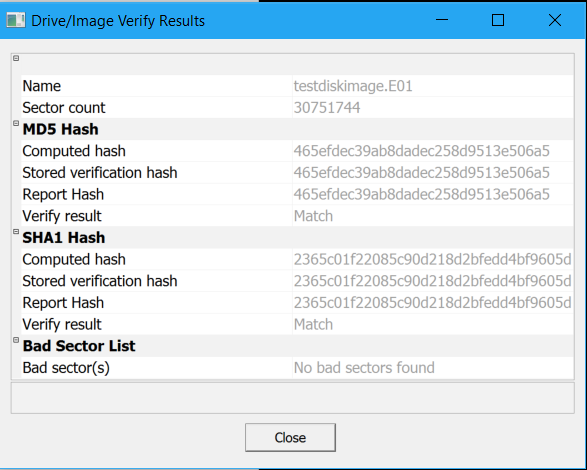 Drive/Image Verify Results
Name testdiskimage.E01
Sector count 30751744
MD5 Hash
Computed hash 465efdec39ab8dadec258d9513e506a5
Stored verification hash 465efdec39ab8dadec258d9513e506a5
Report Hash 465efdec39ab8dadec258d9513e506a5
Verify result Match
SHA1 Hash
Computed hash 2365c01f22085c90d218d2bfedd4bf9605d
Stored verification hash 2365c01f22085c90d218d2bfedd4bf9605d
Report Hash 2365c01f22085c90d218d2bfedd4bf9605d
Verify result Match
Bad Sector List
Bad sector(s) No bad sectors found
Close